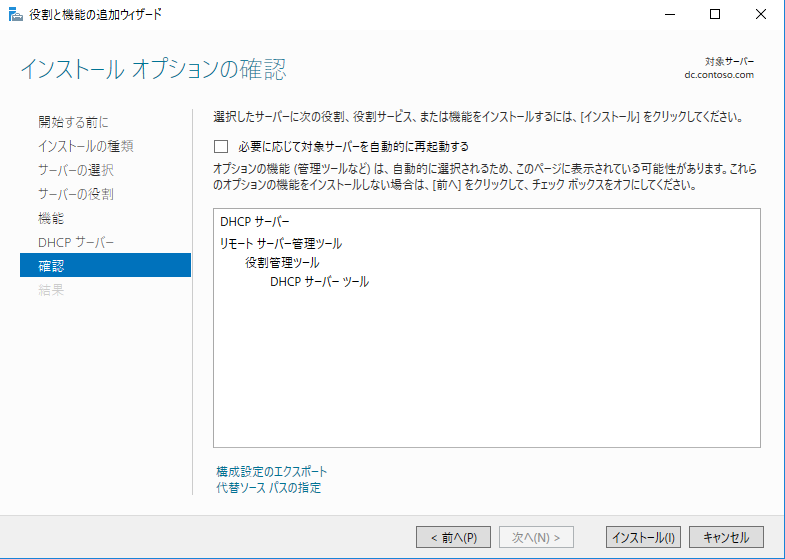 役割と機能の追加ウィザード
インストール オプションの確認
対象サーバー
dc.contoso.com
開始する前に
インストールの種類
サーバーの選択
サーバーの役割
機能
DHCP サーバー
確認
結果
選択したサーバーに次の役割、役割サービス、または機能をインストールするには、[インストール] をクリックしてください。
必要に応じて対象サーバーを自動的に再起動する
オプションの機能 (管理ツールなど) は、自動的に選択されるため、このページに表示されている可能性があります。これら
のオプションの機能をインストールしない場合は、[前へ] をクリックして、チェック ボックスをオフにしてください。
DHCP サーバー
リモート サーバー管理ツール
役割管理ツール
DHCP サーバー ツール
構成設定のエクスポート
代替ソース パスの指定
< 前へ(P)
次へ(N) >
インストール(I)
キャンセル